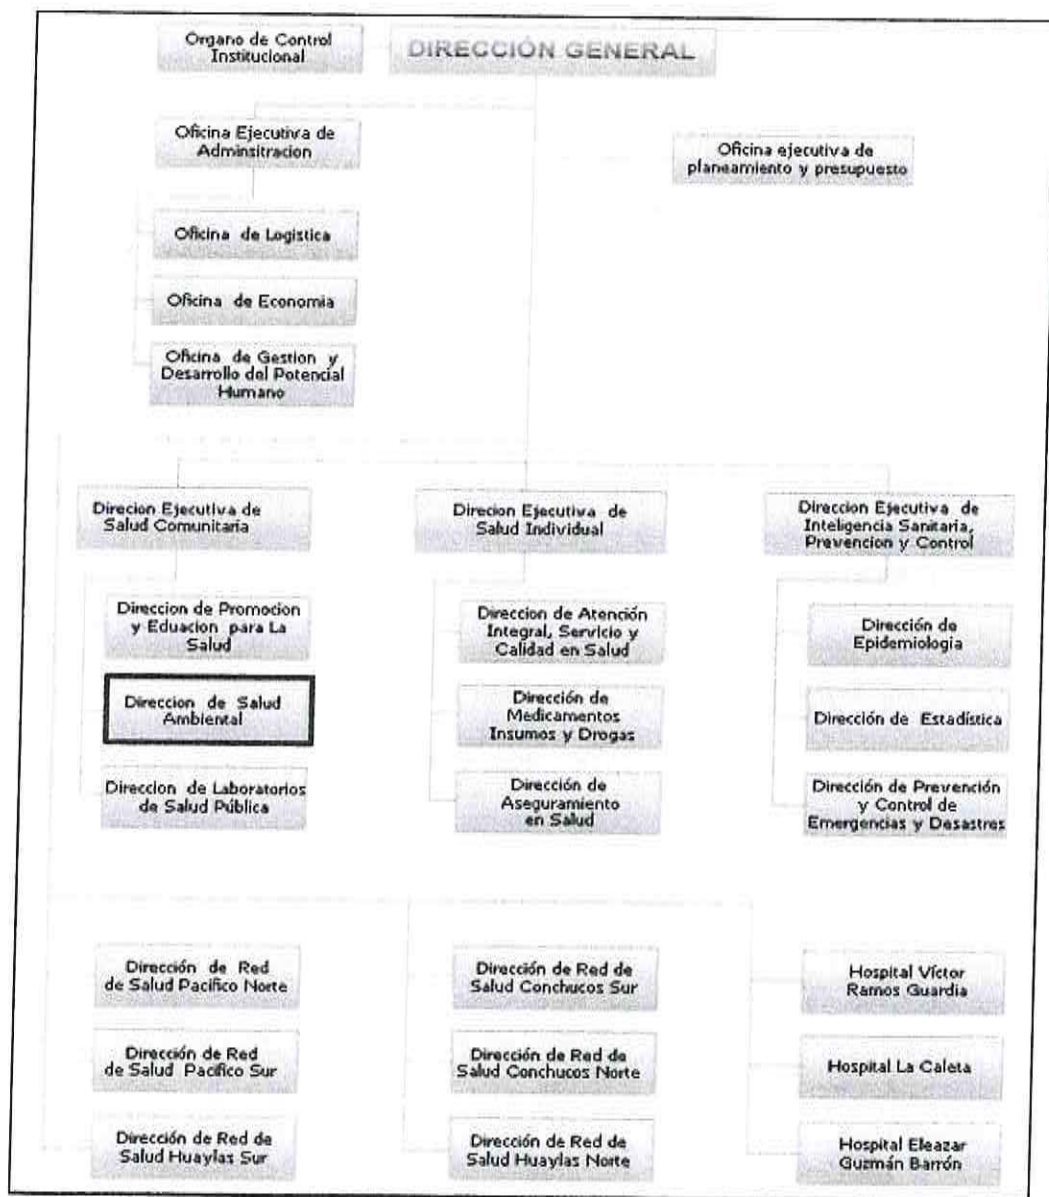 Organo de Control
Institucional
DIRECCIÓN GENERAL
Oficina Ejecutiva de
Adminsitracion
Oficina ejecutiva de
planeamiento y presupuesto
Oficina de Logistica
Oficina de Economia
Oficina de Gestion y
Desarrollo del Potencial
Humano
Direcion Ejecutiva de
Salud Comunitaria
Direcion Ejecutiva de
Salud Individual
Direccion Ejecutiva de
Inteligencia Sanitaria,
Prevencion y Control
Direccion de Promocion
y Eduacion para La
Salud
Direccion de Atención
Integral, Servicio y
Calidad en Salud
Dirección de
Epidemiologia
Direccion de Salud
Ambiental
Dirección de
Medicamentos
Insumos y Drogas
Dirección de Estadística
Direccion de Laboratorios
de Salud Pública
Dirección de
Aseguramiento
en Salud
Dirección de Prevención
y Control de
Emergencias y Desastres
Dirección de Red
de Salud Pacifico Norte
Dirección de Red de
Salud Conchucos Sur
Hospital Víctor
Ramos Guardia
Dirección de Red
de Salud Pacifico Sur
Dirección de Red de
Salud Conchucos Norte
Hospital La Caleta
Dirección de Red de
Salud Huaylas Sur
Dirección de Red de
Salud Huaylas Norte
Hospital Eleazar
Guzmán Barrón